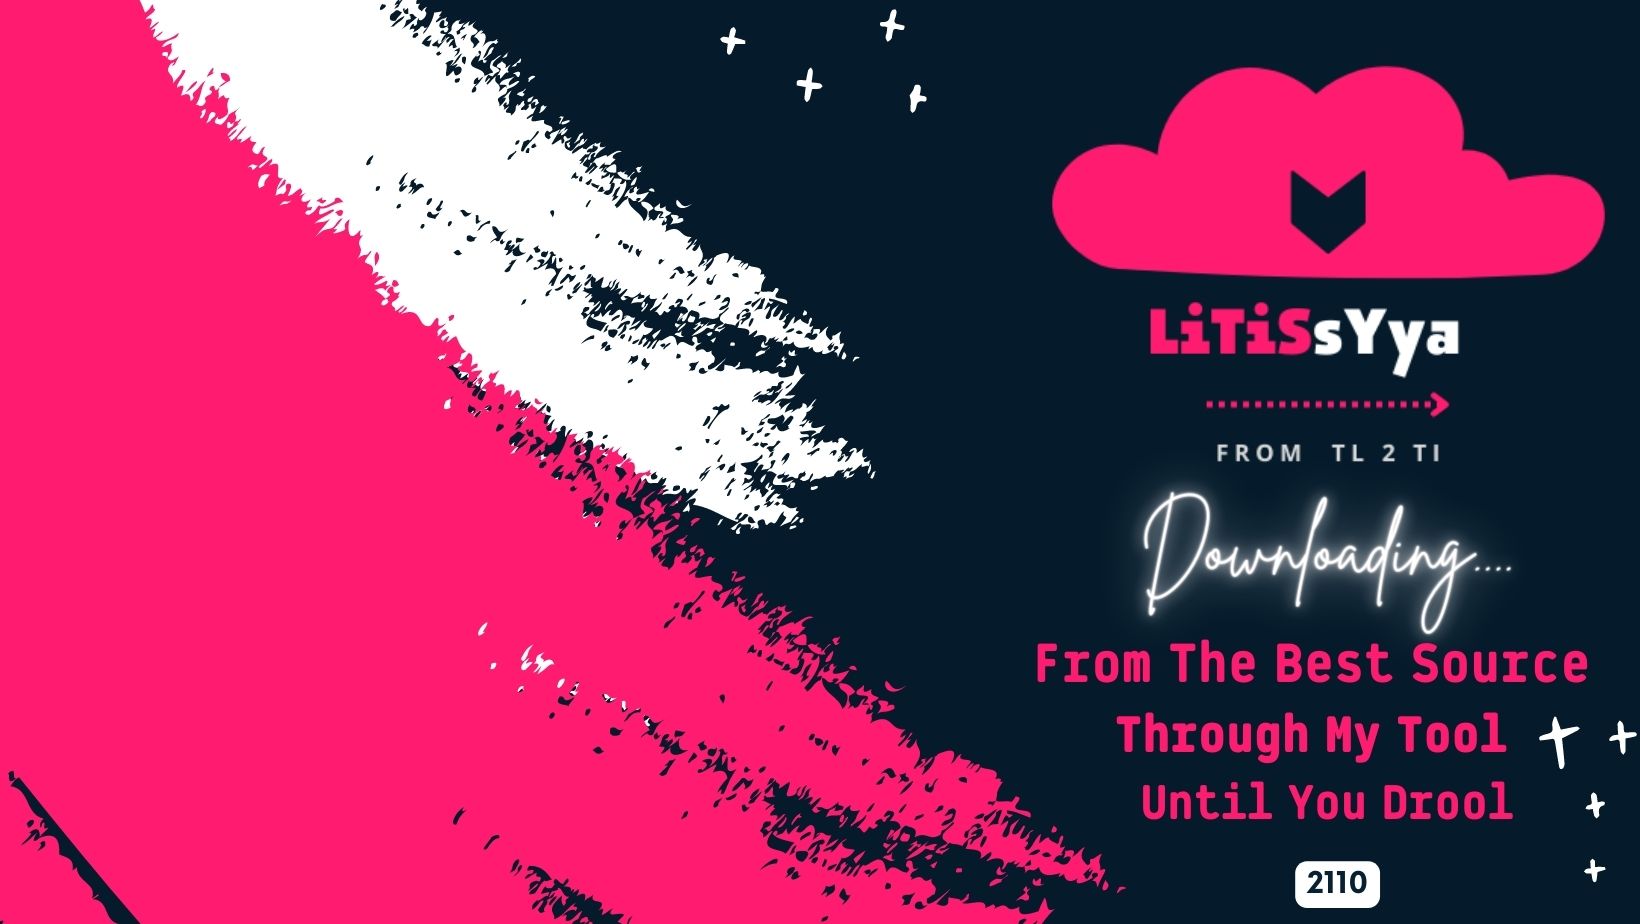 LiTiSsYya
FROM TL 2 TI
Downloading....
From The Best Source
Through My Tool
Until You Drool
2110